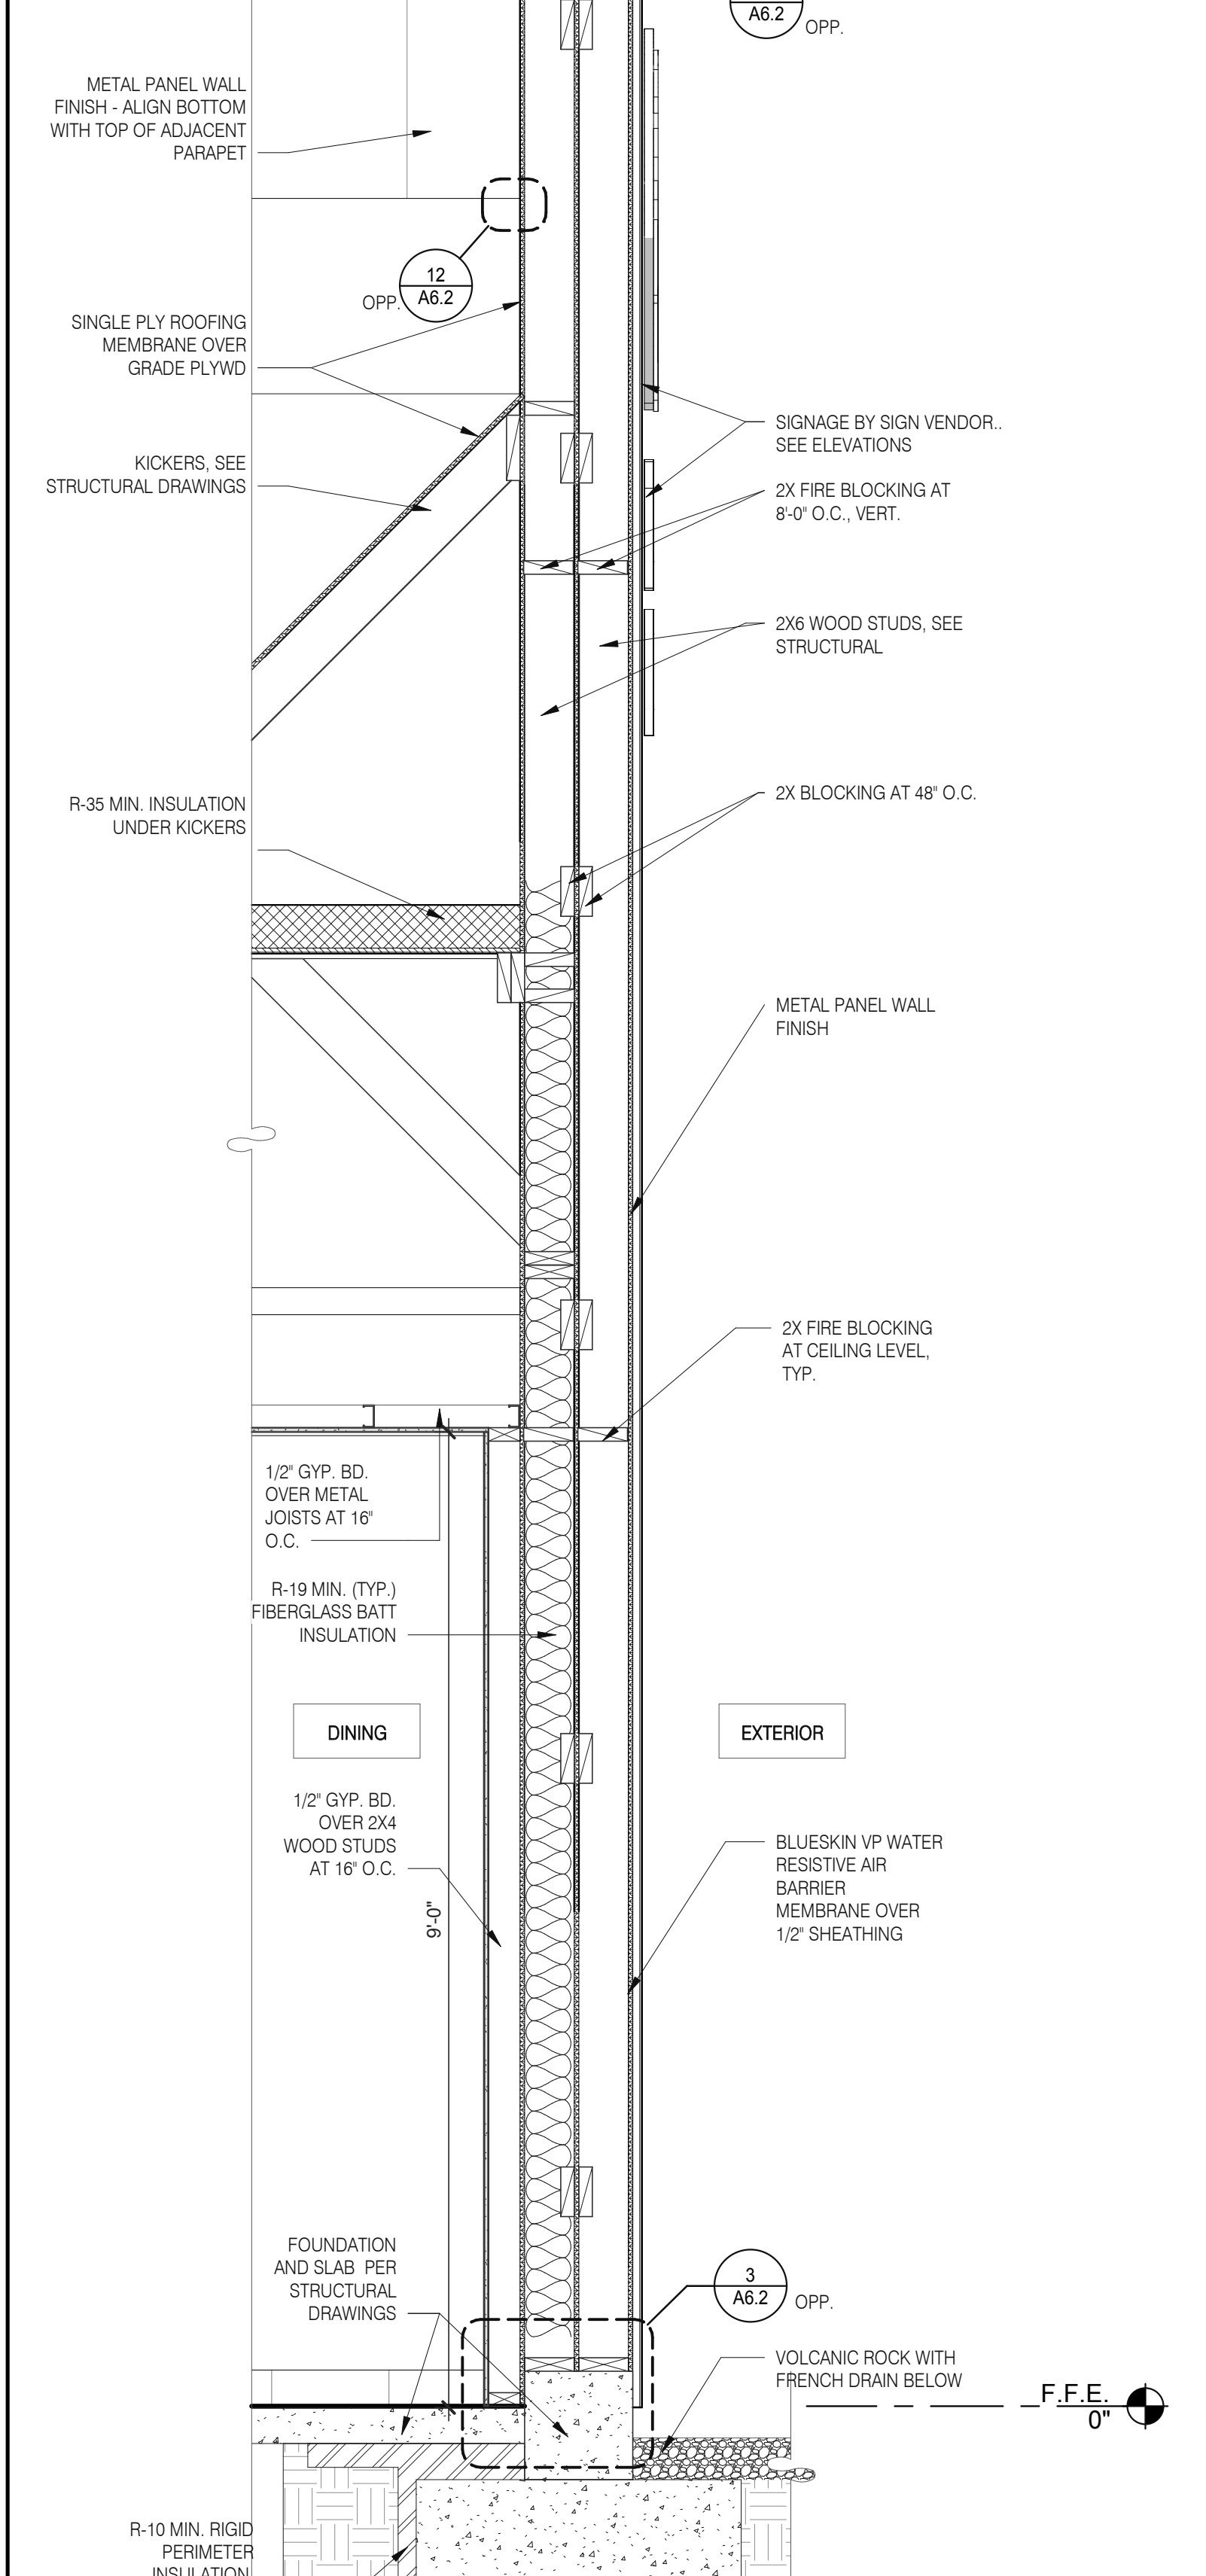 A6.2
OPP.
METAL PANEL WALL
FINISH - ALIGN BOTTOM
WITH TOP OF ADJACENT
PARAPET
12
A6.2
OPP.
SINGLE PLY ROOFING
MEMBRANE OVER
GRADE PLYWD
KICKERS, SEE
STRUCTURAL DRAWINGS
SIGNAGE BY SIGN VENDOR..
SEE ELEVATIONS
2X FIRE BLOCKING AT
8'-0" O.C., VERT.
2X6 WOOD STUDS, SEE
STRUCTURAL
2X BLOCKING AT 48" O.C.
R-35 MIN. INSULATION
UNDER KICKERS
METAL PANEL WALL
FINISH
2X FIRE BLOCKING
AT CEILING LEVEL,
TYP.
1/2" GYP. BD.
OVER METAL
JOISTS AT 16"
O.C.
R-19 MIN. (TYP.)
FIBERGLASS BATT
INSULATION
DINING
EXTERIOR
1/2" GYP. BD.
OVER 2X4
WOOD STUDS
AT 16" O.C.
9'-0"
BLUESKIN VP WATER
RESISTIVE AIR
BARRIER
MEMBRANE OVER
1/2" SHEATHING
FOUNDATION
AND SLAB PER
STRUCTURAL
DRAWINGS
3
A6.2
OPP.
VOLCANIC ROCK WITH
FRENCH DRAIN BELOW
F.F.E.
0"
R-10 MIN. RIGID
PERIMETER
INSULATION